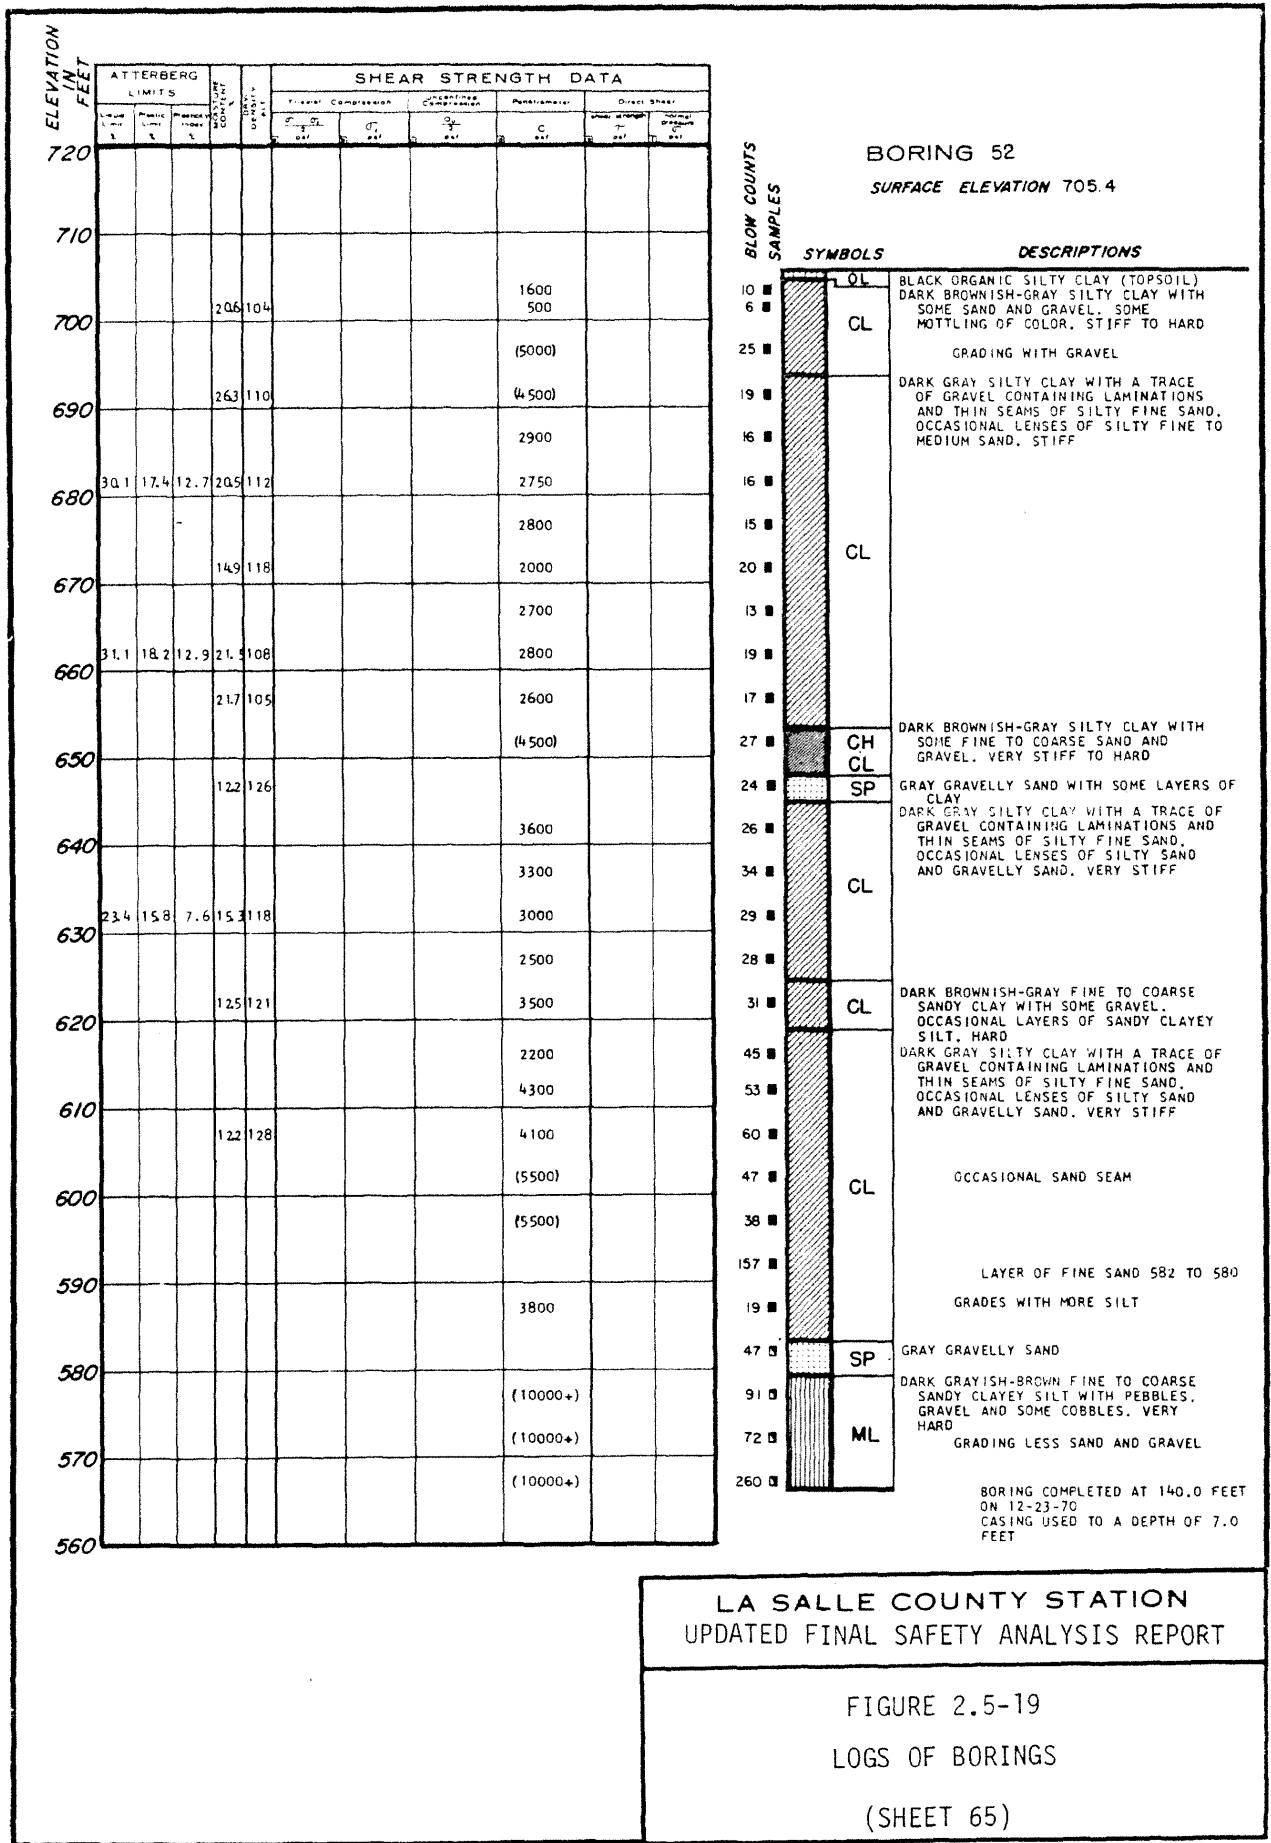 ELEVATION
IN
FEET
ATTERBERG
LIMITS
Liquid
Limit
%
Plastic
Limit
%
Plasticity
Index
%
MOISTURE
CONTENT
%
DRY
DENSITY
SHEAR STRENGTH DATA
Triaxial Compression
Unconfined
Compression
Penetrometer
C
psf
Direct Shear
shear strength
normal
pressure
720
710
700
690
680
670
660
650
640
630
620
610
600
590
580
570
560
1600
20.6 104 500
(5000)
26.3 110 (4500)
2900
30.1 17.4 12.7 20.5 112 2750
2800
14.9 118 2000
2700
31.1 18.2 12.9 21.5 108 2800
21.7 105 2600
(4500)
12.2 126
3600
3300
23.4 15.8 7.6 15.3 118 3000
2500
12.5 121 3500
2200
4300
12.2 128 4100
(5500)
(5500)
3800
(10000+)
(10000+)
(10000+)
BORING 52
SURFACE ELEVATION 705.4
BLOW COUNTS
SAMPLES
SYMBOLS DESCRIPTIONS
10
6
25
19
16
16
15
20
13
19
17
27
24
26
34
29
28
31
45
53
60
47
38
157
19
47
91
72
260
OL
BLACK ORGANIC SILTY CLAY (TOPSOIL)
CL
DARK BROWNISH-GRAY SILTY CLAY WITH
SOME SAND AND GRAVEL. SOME
MOTTLING OF COLOR. STIFF TO HARD
GRADING WITH GRAVEL
CL
DARK GRAY SILTY CLAY WITH A TRACE
OF GRAVEL CONTAINING LAMINATIONS
AND THIN SEAMS OF SILTY FINE SAND.
OCCASIONAL LENSES OF SILTY FINE TO
MEDIUM SAND. STIFF
CH
CL
DARK BROWNISH-GRAY SILTY CLAY WITH
SOME FINE TO COARSE SAND AND
GRAVEL. VERY STIFF TO HARD
SP
GRAY GRAVELLY SAND WITH SOME LAYERS OF
CLAY
CL
DARK GRAY SILTY CLAY WITH A TRACE OF
GRAVEL CONTAINING LAMINATIONS AND
THIN SEAMS OF SILTY FINE SAND.
OCCASIONAL LENSES OF SILTY SAND
AND GRAVELLY SAND. VERY STIFF
CL
DARK BROWNISH-GRAY FINE TO COARSE
SANDY CLAY WITH SOME GRAVEL.
OCCASIONAL LAYERS OF SANDY CLAYEY
SILT. HARD
CL
DARK GRAY SILTY CLAY WITH A TRACE OF
GRAVEL CONTAINING LAMINATIONS AND
THIN SEAMS OF SILTY FINE SAND.
OCCASIONAL LENSES OF SILTY SAND
AND GRAVELLY SAND. VERY STIFF
OCCASIONAL SAND SEAM
LAYER OF FINE SAND 582 TO 580
GRADES WITH MORE SILT
SP
GRAY GRAVELLY SAND
ML
DARK GRAYISH-BROWN FINE TO COARSE
SANDY CLAYEY SILT WITH PEBBLES,
GRAVEL AND SOME COBBLES. VERY
HARD
GRADING LESS SAND AND GRAVEL
BORING COMPLETED AT 140.0 FEET
ON 12-23-70
CASING USED TO A DEPTH OF 7.0
FEET
LA SALLE COUNTY STATION
UPDATED FINAL SAFETY ANALYSIS REPORT
FIGURE 2.5-19
LOGS OF BORINGS
(SHEET 65)